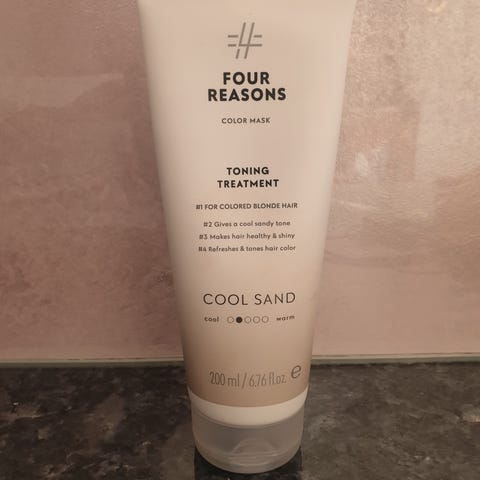 #4
FOUR
REASONS
COLOR MASK
TONING
TREATMENT
#1 FOR COLORED BLONDE HAIR
#2 Gives a cool sandy tone
#3 Makes hair healthy & shiny
#4 Refreshes & tones hair color
COOL SAND
cool warm
200 ml / 6.76 fl.oz. ℮